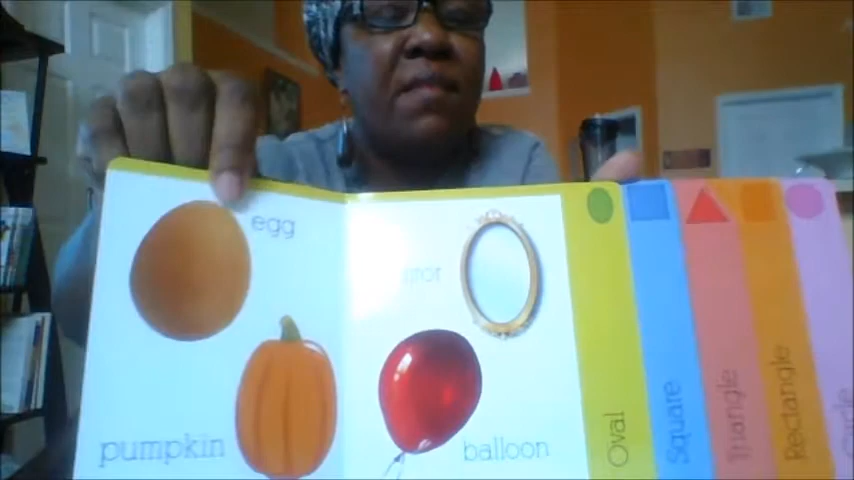 egg
pumpkin
balloon
Oval
Square
Triangle
Rectangle